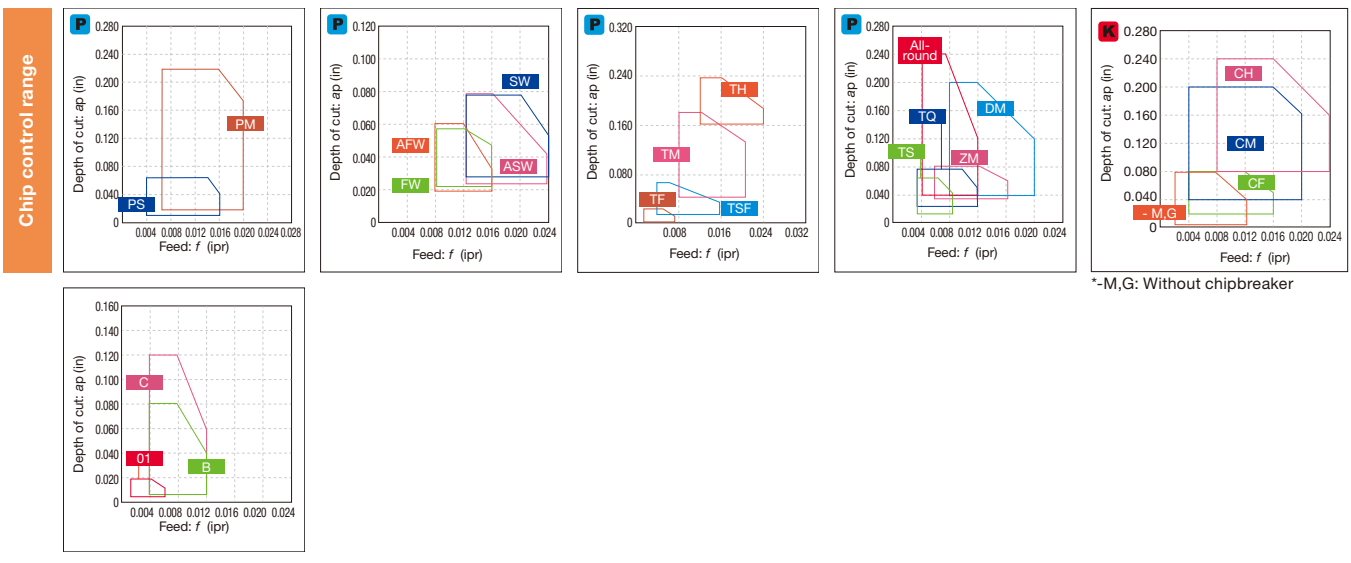 Chip control range
P
0.280
0.240
0.200
0.160
0.120
0.080
0.040
0
Depth of cut: ap (in)
PM
PS
0.004 0.008 0.012 0.016 0.020 0.024 0.028
Feed: f (ipr)
P
0.120
0.100
0.080
0.060
0.040
0.020
0
Depth of cut: ap (in)
SW
AFW
ASW
FW
0.004 0.008 0.012 0.016 0.020 0.024
Feed: f (ipr)
P
0.320
0.240
0.160
0.080
0
Depth of cut: ap (in)
TH
TM
TF
TSF
0.008 0.016 0.024 0.032
Feed: f (ipr)
P
0.280
0.240
0.200
0.160
0.120
0.080
0.040
0
Depth of cut: ap (in)
All-
round
DM
TQ
TS
ZM
0.004 0.008 0.012 0.016 0.020 0.024
Feed: f (ipr)
K
0.280
0.240
0.200
0.160
0.120
0.080
0.040
0
Depth of cut: ap (in)
CH
CM
CF
- M,G
0.004 0.008 0.012 0.016 0.020 0.024
Feed: f (ipr)
*-M,G: Without chipbreaker
0.160
0.140
0.120
0.100
0.080
0.060
0.040
0.020
0
Depth of cut: ap (in)
C
01
B
0.004 0.008 0.012 0.016 0.020 0.024
Feed: f (ipr)